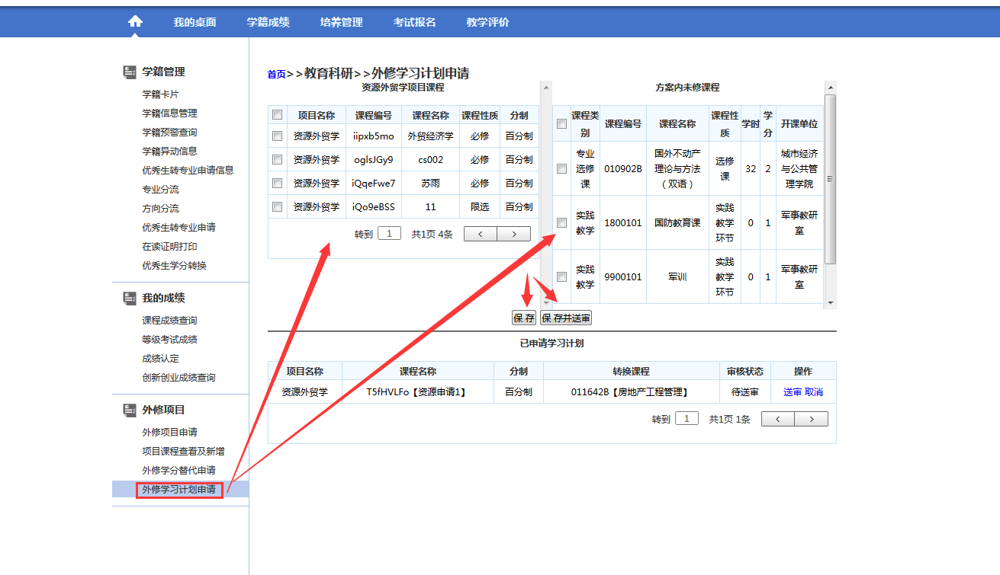 我的桌面 学籍成绩 培养管理 考试报名 教学评价
学籍管理
学籍卡片
学籍信息管理
学籍预警查询
学籍异动信息
优秀生转专业申请信息
专业分流
方向分流
优秀生转专业申请
在读证明打印
优秀生学分转换
我的成绩
课程成绩查询
等级考试成绩
成绩认定
创新创业成绩查询
外修项目
外修项目申请
项目课程查看及新增
外修学分替代申请
外修学习计划申请
首页>>教育科研>>外修学习计划申请
资源外贸学项目课程
项目名称 课程编号 课程名称 课程性质 分制
资源外贸学 iipxb5mo 外贸经济学 必修 百分制
资源外贸学 oglsJGy9 cs002 必修 百分制
资源外贸学 iQqeFwe7 苏雨 必修 百分制
资源外贸学 iQo9eBSS 11 限选 百分制
转到 1 共1页 4条 < >
方案内未修课程
课程类别 课程编号 课程名称 课程性质 学时 学分 开课单位
专业选修课 010902B 国外不动产理论与方法（双语） 选修课 32 2 城市经济与公共管理学院
实践教学 1800101 国防教育课 实践教学环节 0 1 军事教研室
实践教学 9900101 军训 实践教学环节 0 1 军事教研室
保 存 保 存并送审
已申请学习计划
项目名称 课程名称 分制 转换课程 审核状态 操作
资源外贸学 T5fHVLFo【资源申请1】 百分制 011642B【房地产工程管理】 待送审 送审 取消
转到 1 共1页 1条 < >